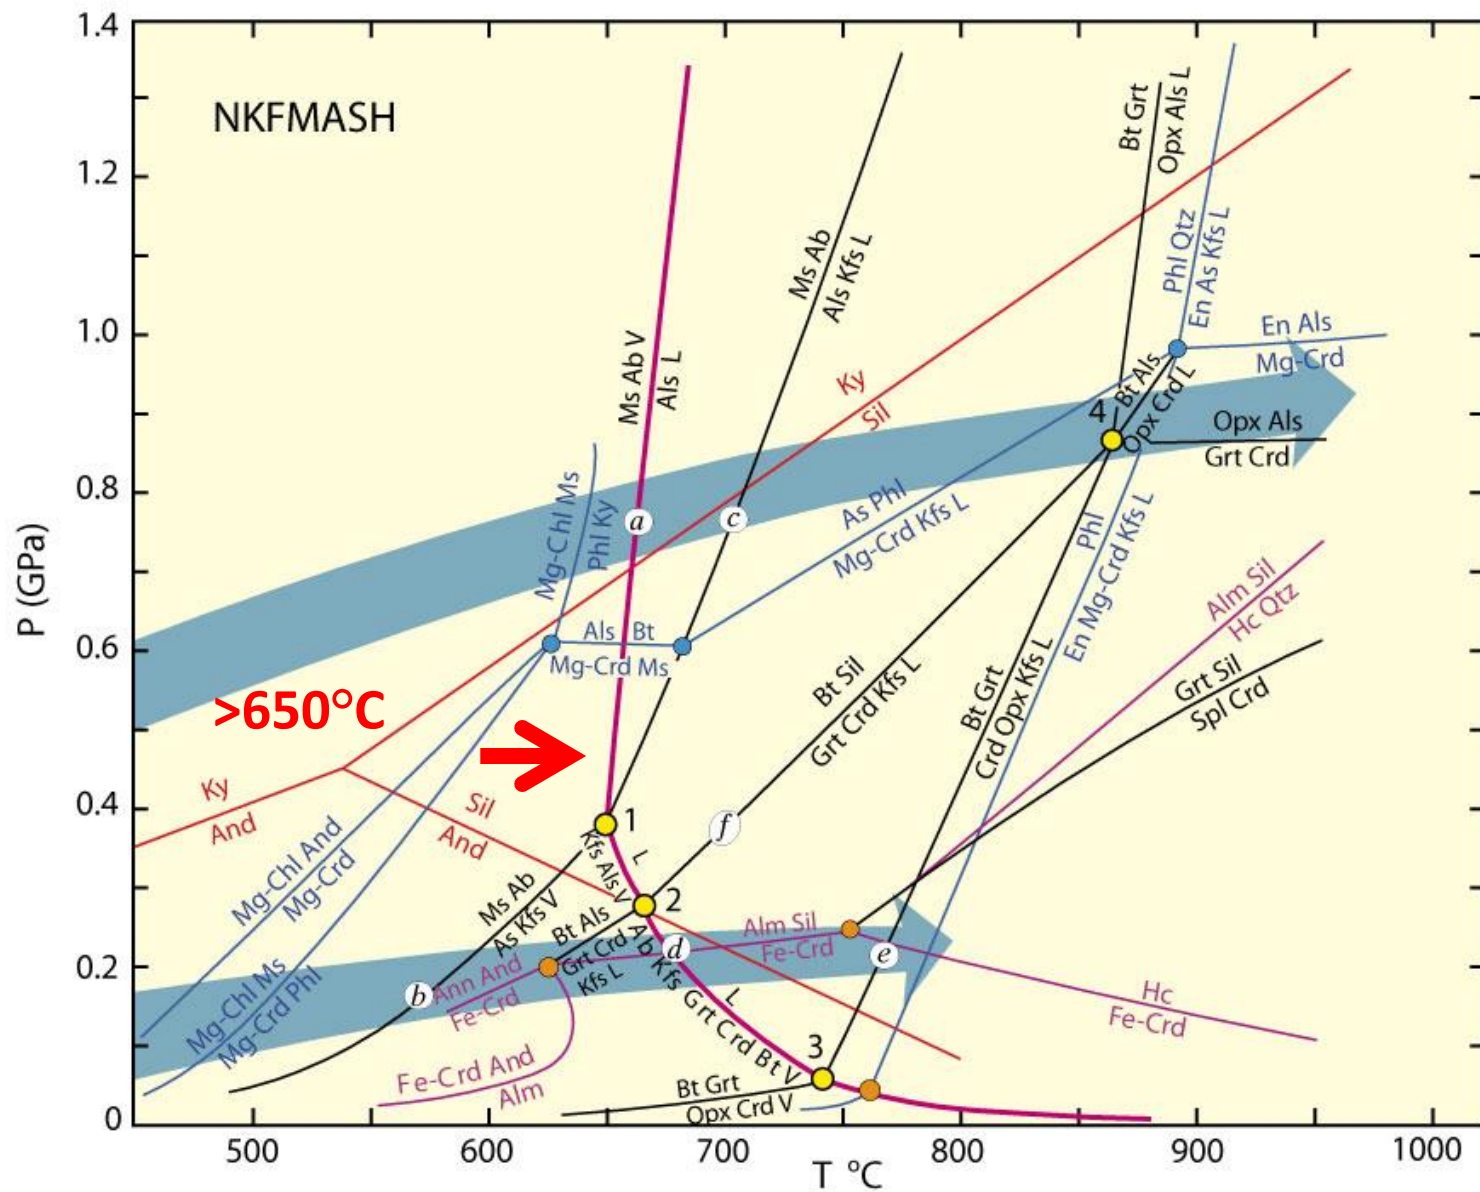 1.4
NKFMASH
1.2
1.0
0.8
0.6
0.4
0.2
0
P (GPa)
500
600
700
800
900
1000
T °C
>650°C
Ms Ab V
Als L
Ms Ab
Als Kfs L
Bt Grt
Opx Als L
Phl Qtz
En As Kfs L
En Als
Mg-Crd
Ky
Sil
4
Bt Als
Opx Crd L
Opx Als
Grt Crd
Mg-Chl Ms
Phl Ky
a
c
As Phl
Mg-Crd Kfs L
Phl
En Mg-Crd Kfs L
Als Bt
Mg-Crd Ms
Alm Sil
Hc Qtz
Bt Sil
Grt Crd Kfs L
Bt Grt
Crd Opx Kfs L
Grt Sil
Spl Crd
Ky
And
Sil
And
1
L
Kfs Als V
f
Mg-Chl And
Mg-Crd
Ms Ab
As Kfs V
2
Bt Als
Grt Crd
Kfs L
Alm Sil
Fe-Crd
d
e
b
Ann And
Fe-Crd
Mg-Chl Ms
Mg-Crd Phl
L
Ab Kfs Grt Crd Bt V
Hc
Fe-Crd
3
Fe-Crd And
Alm
Bt Grt
Opx Crd V